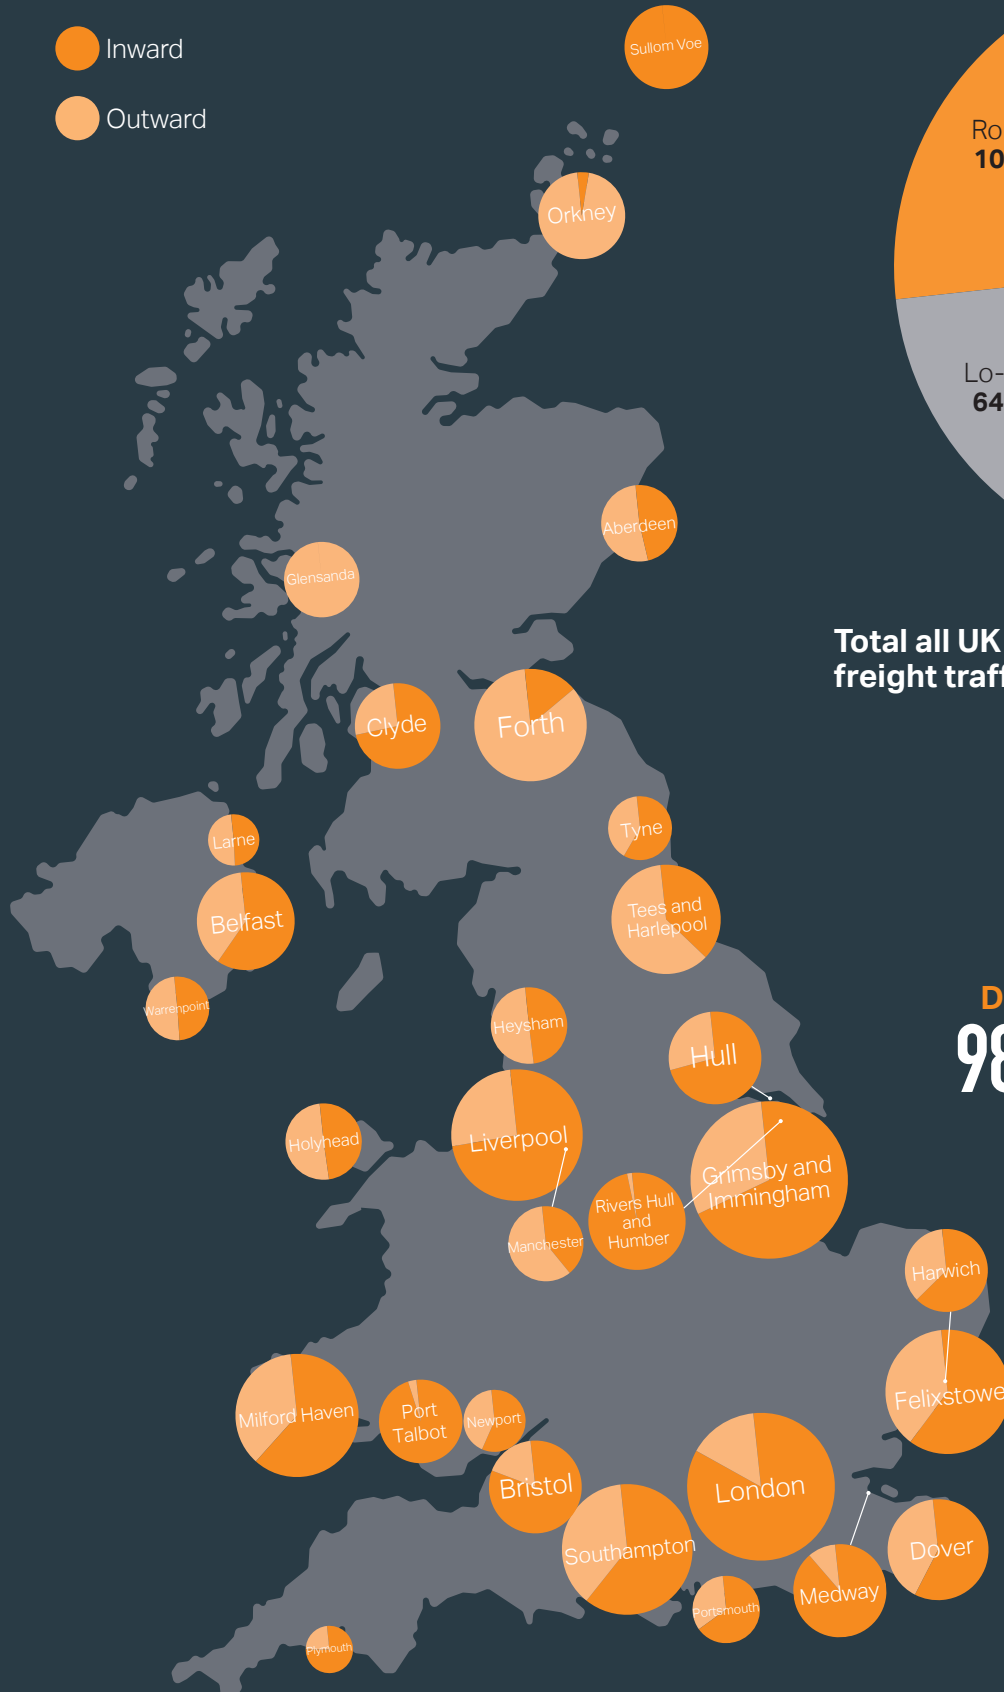 Inward
Outward
Sullom Voe
Orkney
Ro
10
Lo-
64
Aberdeen
Glensanda
Total all UK
freight traff
Clyde
Forth
Tyne
Larne
Tees and
Harlepool
Belfast
Warrenpoint
Heysham
Hull
D
98
Liverpool
Holyhead
Grimsby and
Immingham
Rivers Hull
and
Humber
Manchester
Harwich
Felixstowe
Milford Haven
Port
Talbot
Newport
Bristol
London
Southampton
Dover
Medway
Portsmouth
Plymouth